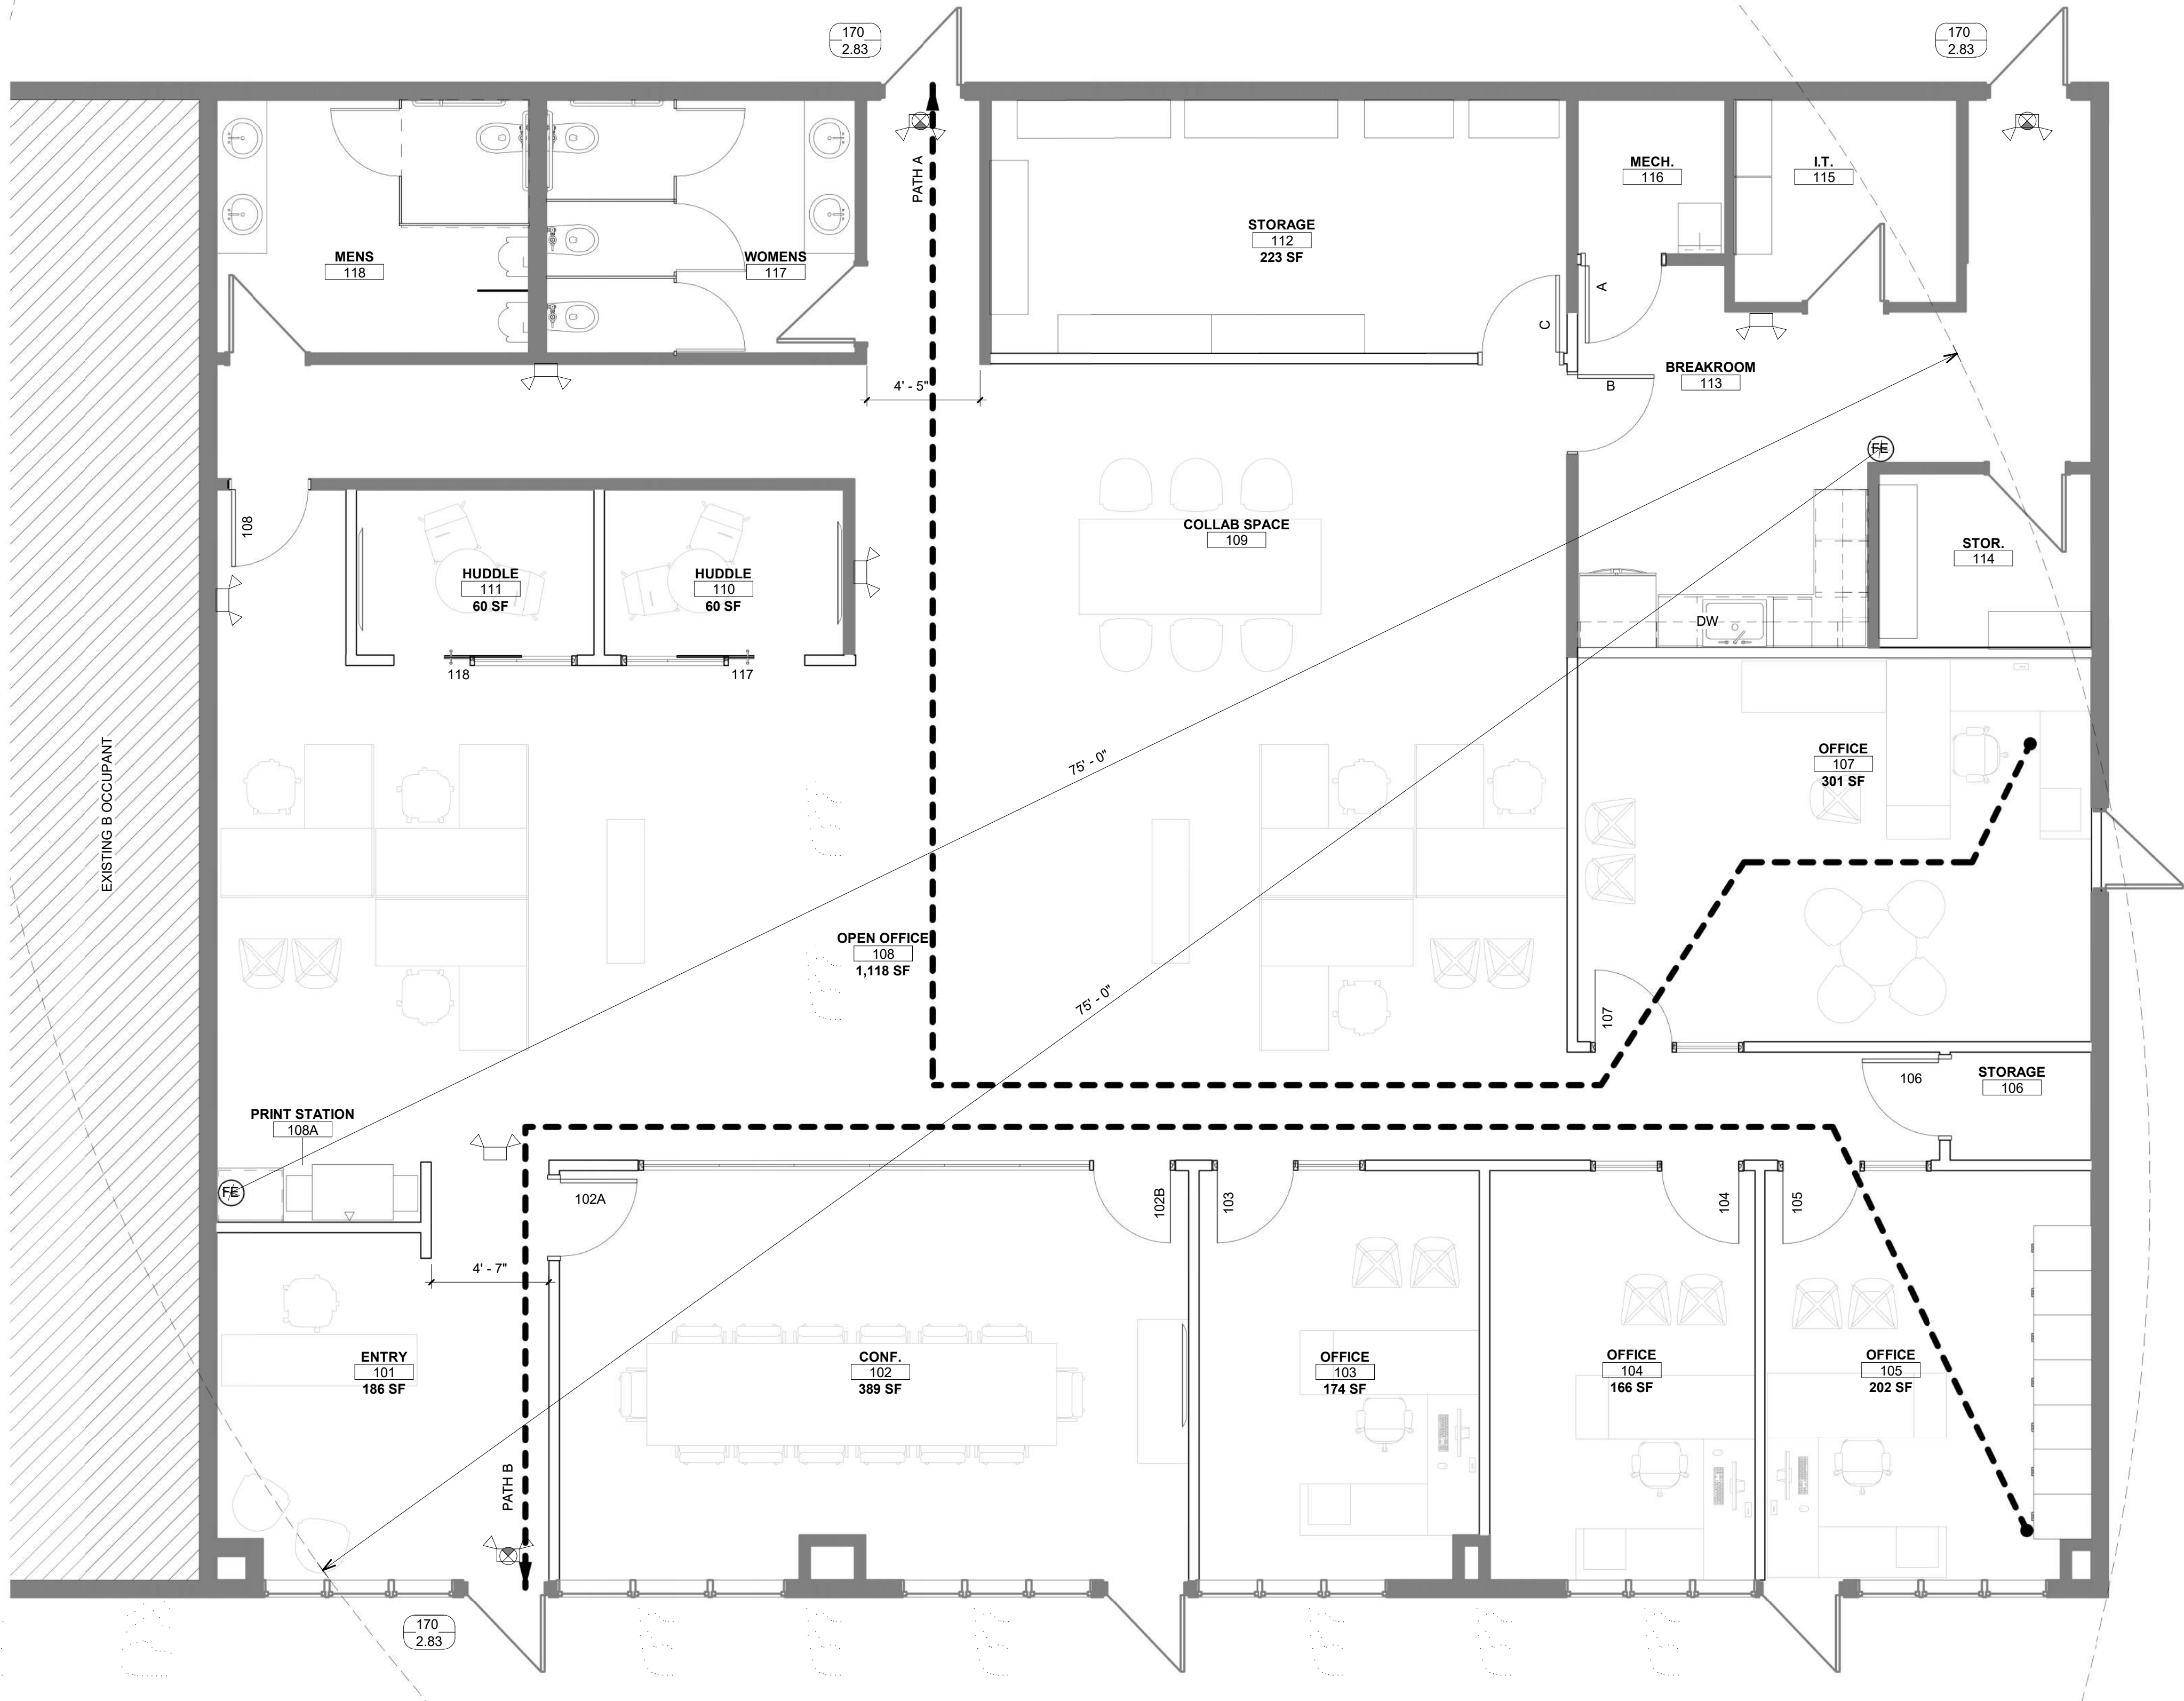 170
2.83
170
2.83
PATH A
MECH.
116
I.T.
115
STORAGE
112
223 SF
MENS
118
WOMENS
117
A
C
B
BREAKROOM
113
4' - 5"
FE
108
COLLAB SPACE
109
STOR.
114
HUDDLE
111
60 SF
HUDDLE
110
60 SF
DW
118
117
EXISTING B OCCUPANT
75' - 0"
OFFICE
107
301 SF
OPEN OFFICE
108
1,118 SF
75' - 0"
107
106
STORAGE
106
PRINT STATION
108A
FE
102A
102B
103
104
105
4' - 7"
ENTRY
101
186 SF
CONF.
102
389 SF
OFFICE
103
174 SF
OFFICE
104
166 SF
OFFICE
105
202 SF
PATH B
170
2.83